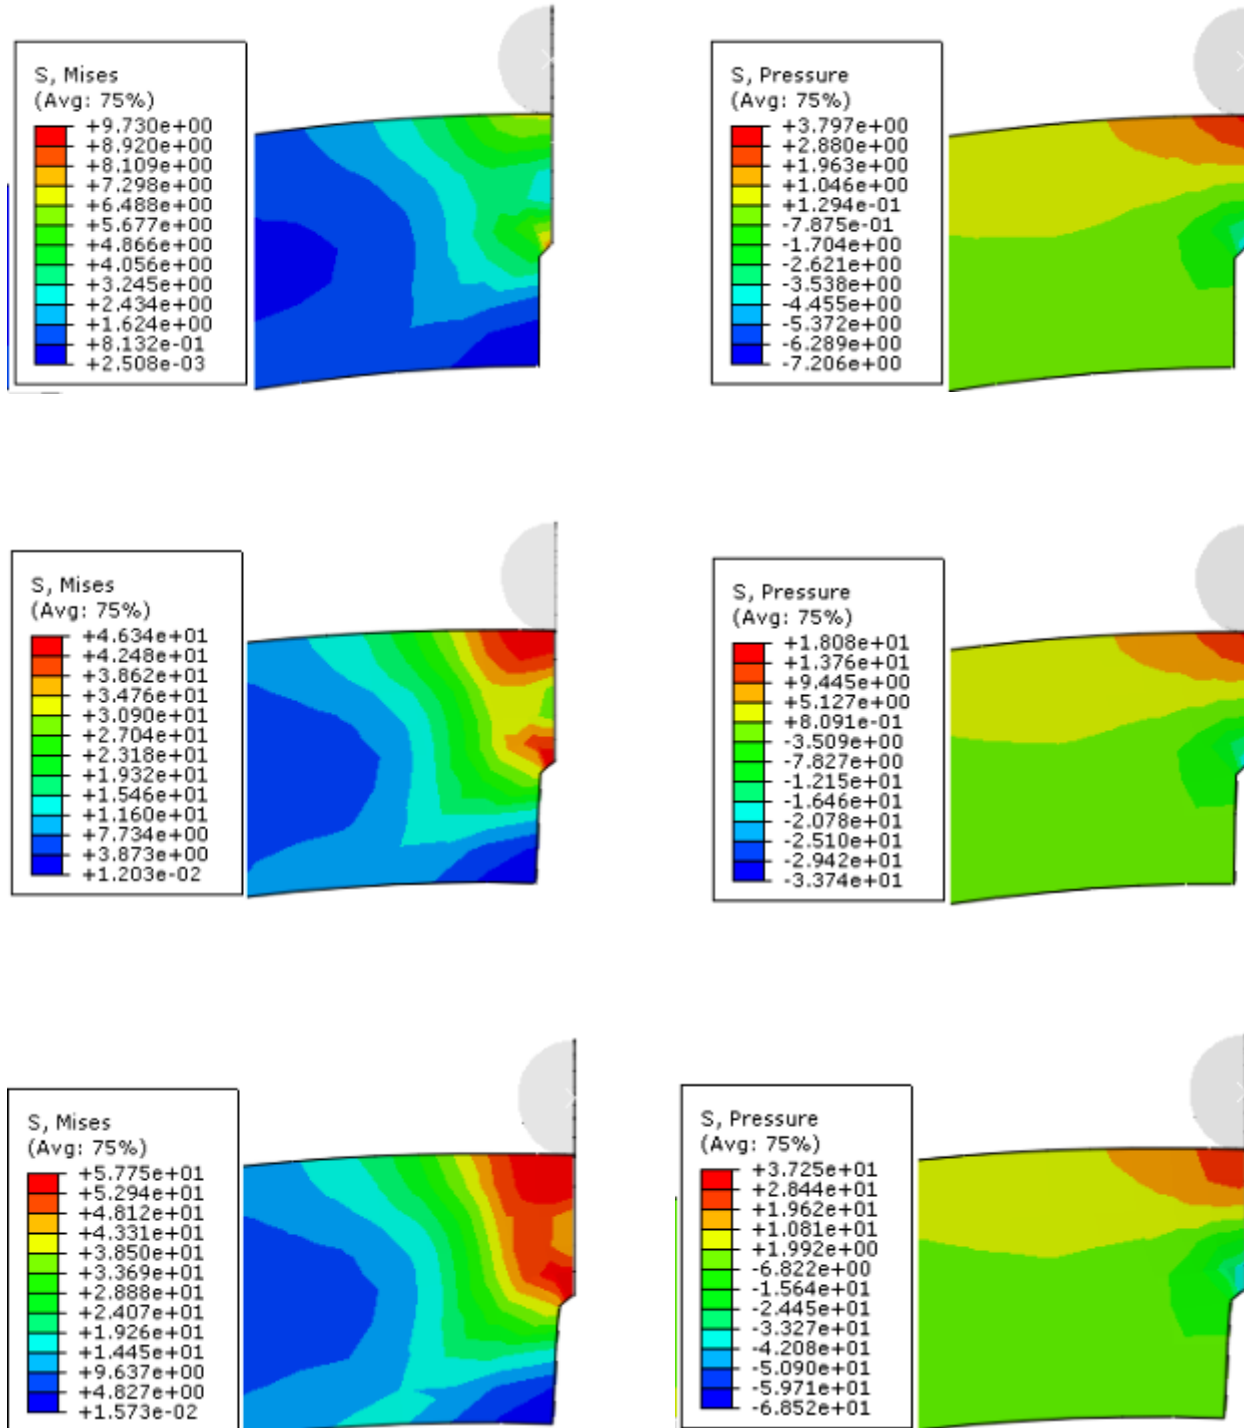 S, Mises
(Avg: 75%)
+9.730e+00
+8.920e+00
+8.109e+00
+7.298e+00
+6.488e+00
+5.677e+00
+4.866e+00
+4.056e+00
+3.245e+00
+2.434e+00
+1.624e+00
+8.132e-01
+2.508e-03
S, Pressure
(Avg: 75%)
+3.797e+00
+2.880e+00
+1.963e+00
+1.046e+00
+1.294e-01
-7.875e-01
-1.704e+00
-2.621e+00
-3.538e+00
-4.455e+00
-5.372e+00
-6.289e+00
-7.206e+00
S, Mises
(Avg: 75%)
+4.634e+01
+4.248e+01
+3.862e+01
+3.476e+01
+3.090e+01
+2.704e+01
+2.318e+01
+1.932e+01
+1.546e+01
+1.160e+01
+7.734e+00
+3.873e+00
+1.203e-02
S, Pressure
(Avg: 75%)
+1.808e+01
+1.376e+01
+9.445e+00
+5.127e+00
+8.091e-01
-3.509e+00
-7.827e+00
-1.215e+01
-1.646e+01
-2.078e+01
-2.510e+01
-2.942e+01
-3.374e+01
S, Mises
(Avg: 75%)
+5.775e+01
+5.294e+01
+4.812e+01
+4.331e+01
+3.850e+01
+3.369e+01
+2.888e+01
+2.407e+01
+1.926e+01
+1.445e+01
+9.637e+00
+4.827e+00
+1.573e-02
S, Pressure
(Avg: 75%)
+3.725e+01
+2.844e+01
+1.962e+01
+1.081e+01
+1.992e+00
-6.822e+00
-1.564e+01
-2.445e+01
-3.327e+01
-4.208e+01
-5.090e+01
-5.971e+01
-6.852e+01